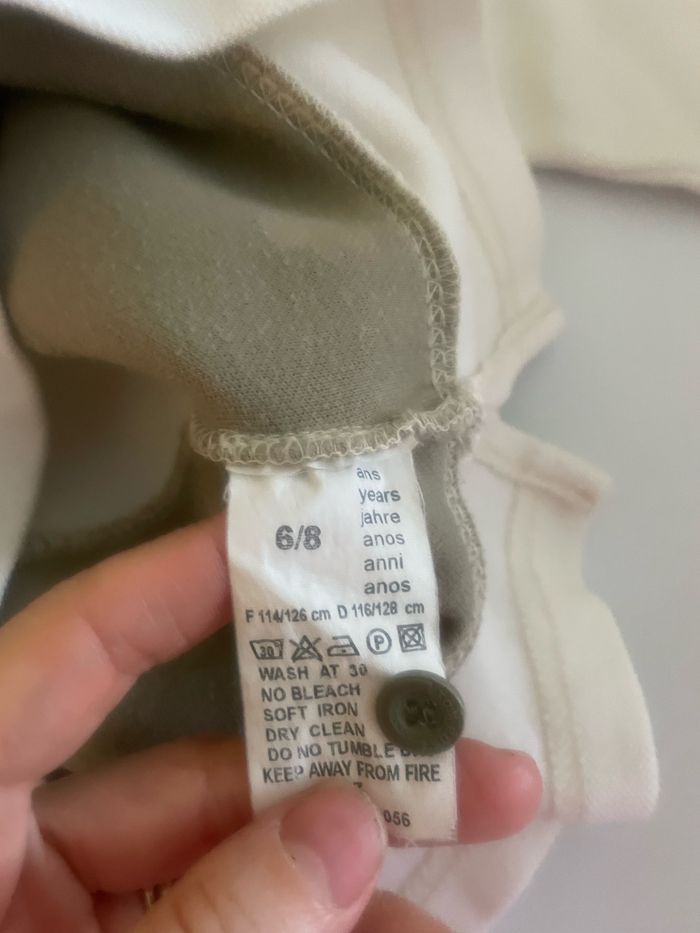 ans
years
jahre
6/8
anos
anni
anos
F 114/126 cm D 116/128 cm
30 P
WASH AT 30
NO BLEACH
SOFT IRON
DRY CLEAN
DO NO TUMBLE
KEEP AWAY FROM FIRE
056